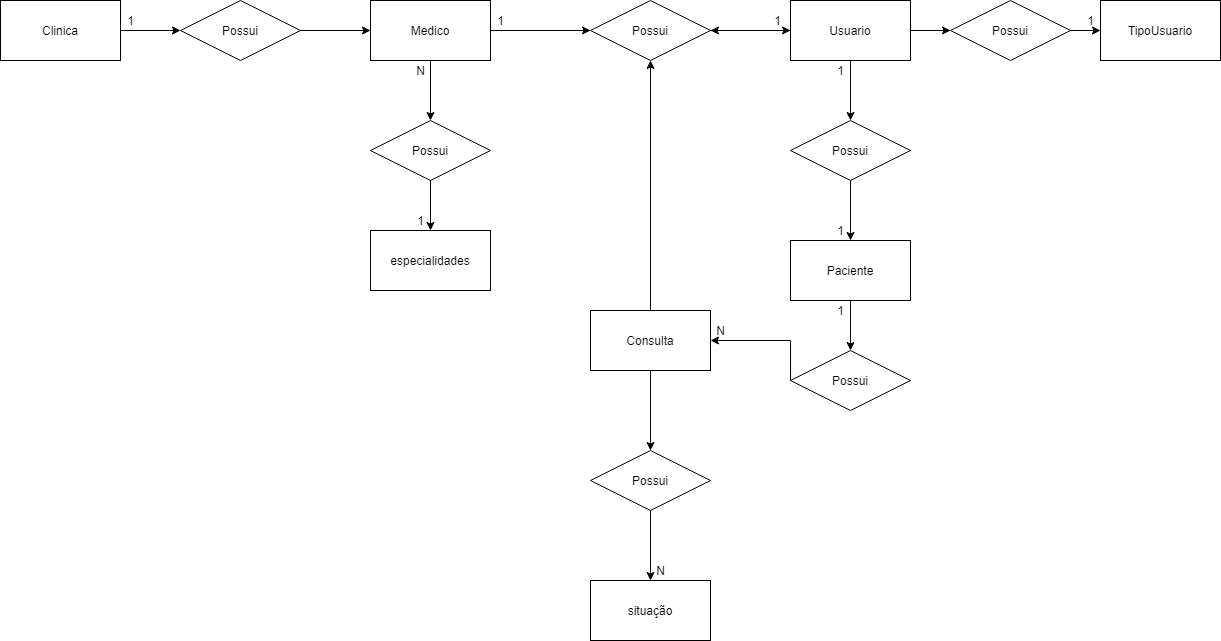 Clinica
1
Possui
Medico
1
Possui
1
Usuario
Possui
1
TipoUsuario
N
1
Possui
Possui
1
1
especialidades
Paciente
1
Consulta
N
Possui
Possui
N
situação